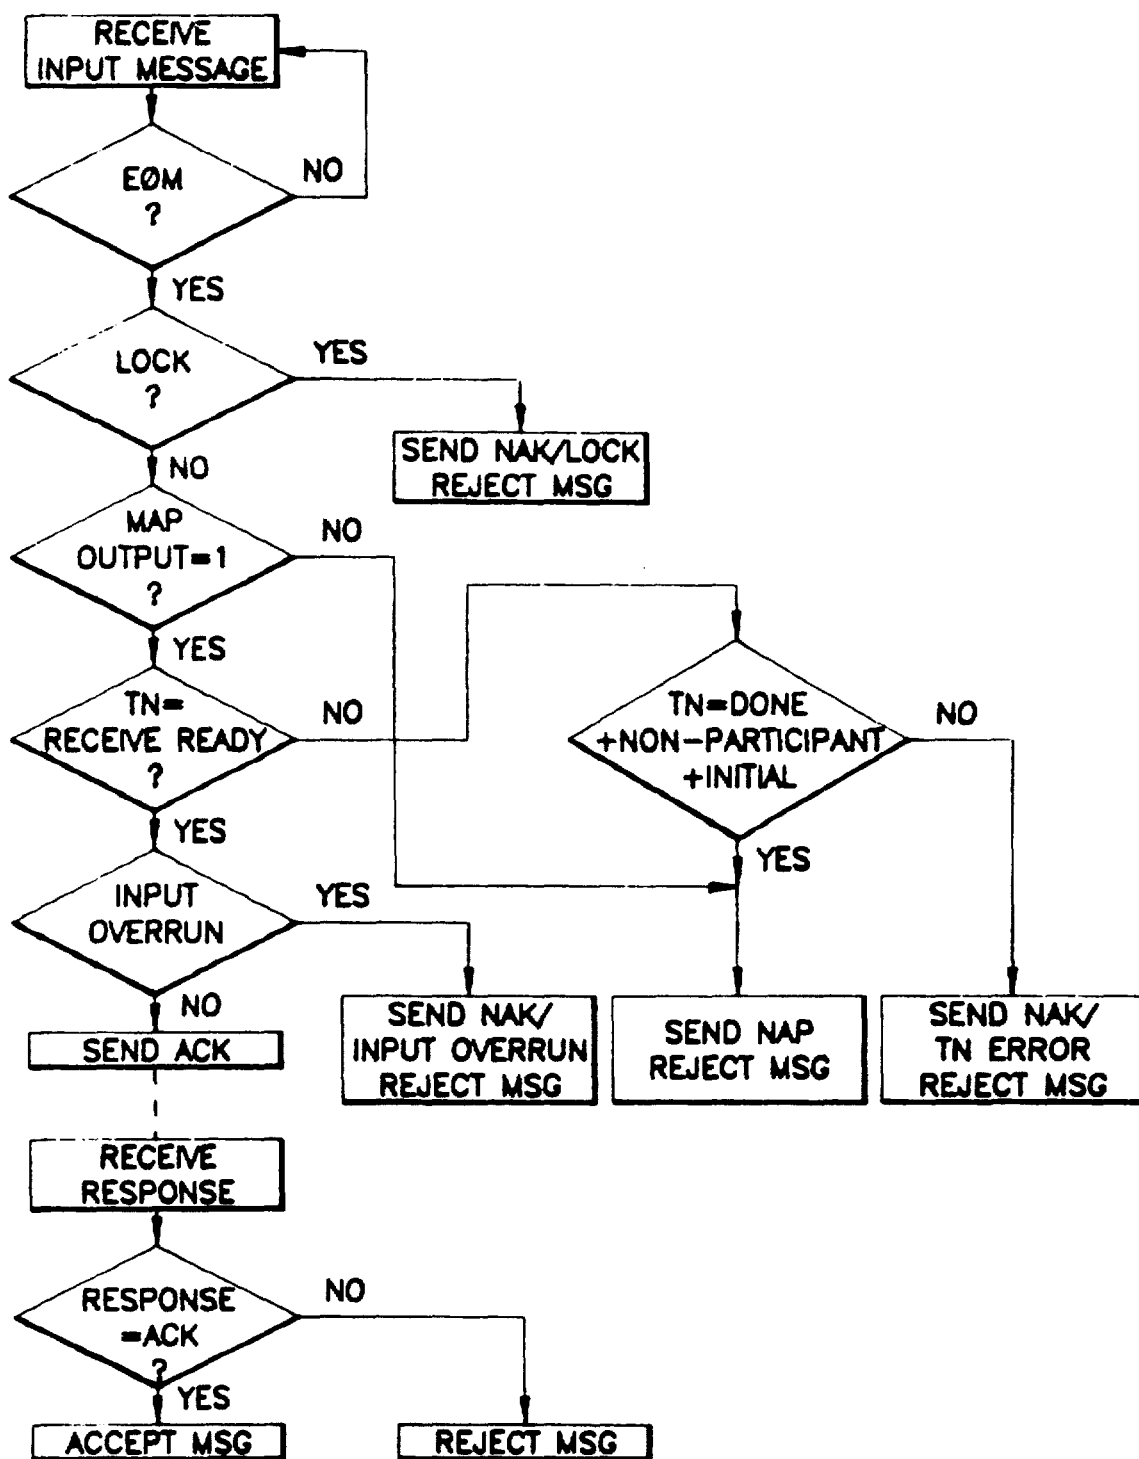 RECEIVE
INPUT MESSAGE
EØM
?
NO
YES
LOCK
?
YES
SEND NAK/LOCK
REJECT MSG
NO
MAP
OUTPUT=1
?
NO
YES
TN=
RECEIVE READY
?
NO
TN=DONE
+NON-PARTICIPANT
+INITIAL
NO
YES
YES
INPUT
OVERRUN
YES
NO
SEND ACK
SEND NAK/
INPUT OVERRUN
REJECT MSG
SEND NAP
REJECT MSG
SEND NAK/
TN ERROR
REJECT MSG
RECEIVE
RESPONSE
RESPONSE
=ACK
?
NO
YES
ACCEPT MSG
REJECT MSG